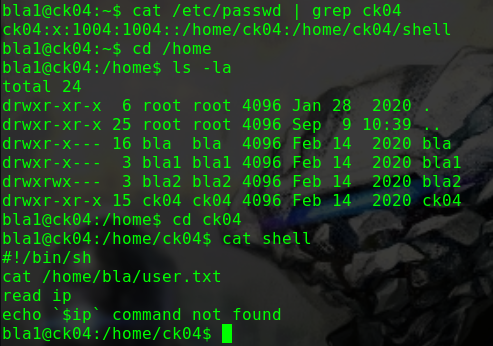 bla1@ck04:~$ cat /etc/passwd | grep ck04
ck04:x:1004:1004::/home/ck04:/home/ck04/shell
bla1@ck04:~$ cd /home
bla1@ck04:/home$ ls -la
total 24
drwxr-xr-x  6 root root 4096 Jan 28  2020 .
drwxr-xr-x 25 root root 4096 Sep  9 10:39 ..
drwxr-x--- 16 bla  bla  4096 Feb 14  2020 bla
drwxr-x---  3 bla1 bla1 4096 Feb 14  2020 bla1
drwxrwx---  3 bla2 bla2 4096 Feb 14  2020 bla2
drwxr-xr-x 15 ck04 ck04 4096 Feb 14  2020 ck04
bla1@ck04:/home$ cd ck04
bla1@ck04:/home/ck04$ cat shell
#!/bin/sh
cat /home/bla/user.txt
read ip
echo `$ip` command not found
bla1@ck04:/home/ck04$